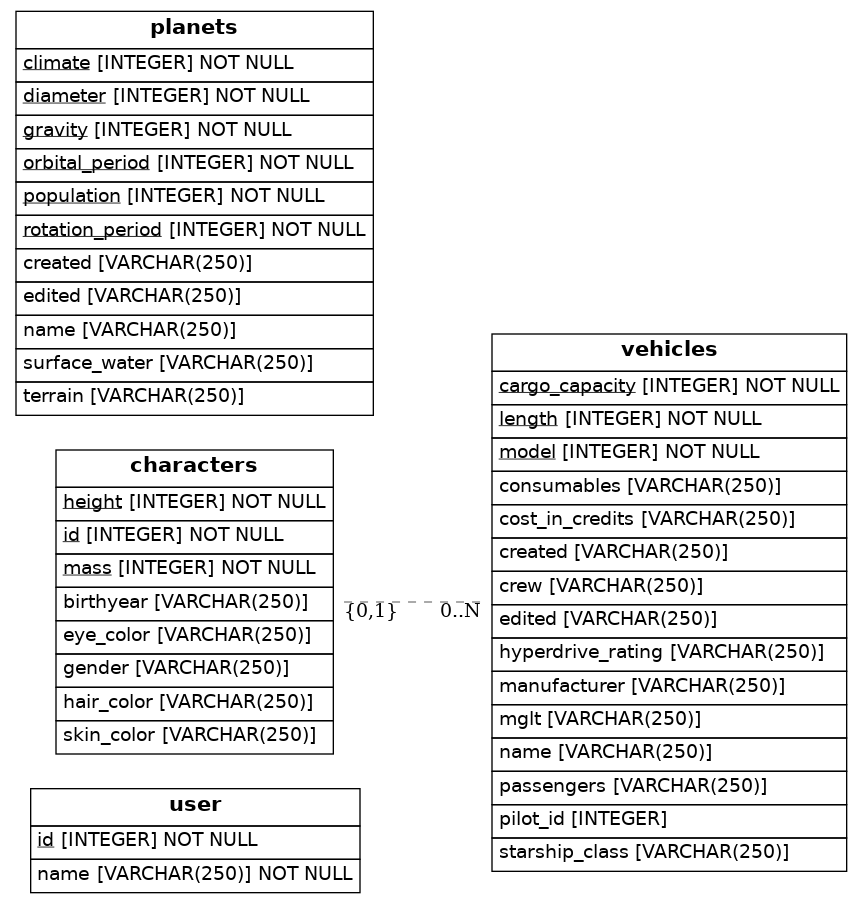 planets
climate [INTEGER] NOT NULL
diameter [INTEGER] NOT NULL
gravity [INTEGER] NOT NULL
orbital_period [INTEGER] NOT NULL
population [INTEGER] NOT NULL
rotation_period [INTEGER] NOT NULL
created [VARCHAR(250)]
edited [VARCHAR(250)]
name [VARCHAR(250)]
surface_water [VARCHAR(250)]
terrain [VARCHAR(250)]
characters
height [INTEGER] NOT NULL
id [INTEGER] NOT NULL
mass [INTEGER] NOT NULL
birthyear [VARCHAR(250)]
eye_color [VARCHAR(250)]
gender [VARCHAR(250)]
hair_color [VARCHAR(250)]
skin_color [VARCHAR(250)]
{0,1} 0..N
vehicles
cargo_capacity [INTEGER] NOT NULL
length [INTEGER] NOT NULL
model [INTEGER] NOT NULL
consumables [VARCHAR(250)]
cost_in_credits [VARCHAR(250)]
created [VARCHAR(250)]
crew [VARCHAR(250)]
edited [VARCHAR(250)]
hyperdrive_rating [VARCHAR(250)]
manufacturer [VARCHAR(250)]
mglt [VARCHAR(250)]
name [VARCHAR(250)]
passengers [VARCHAR(250)]
pilot_id [INTEGER]
starship_class [VARCHAR(250)]
user
id [INTEGER] NOT NULL
name [VARCHAR(250)] NOT NULL